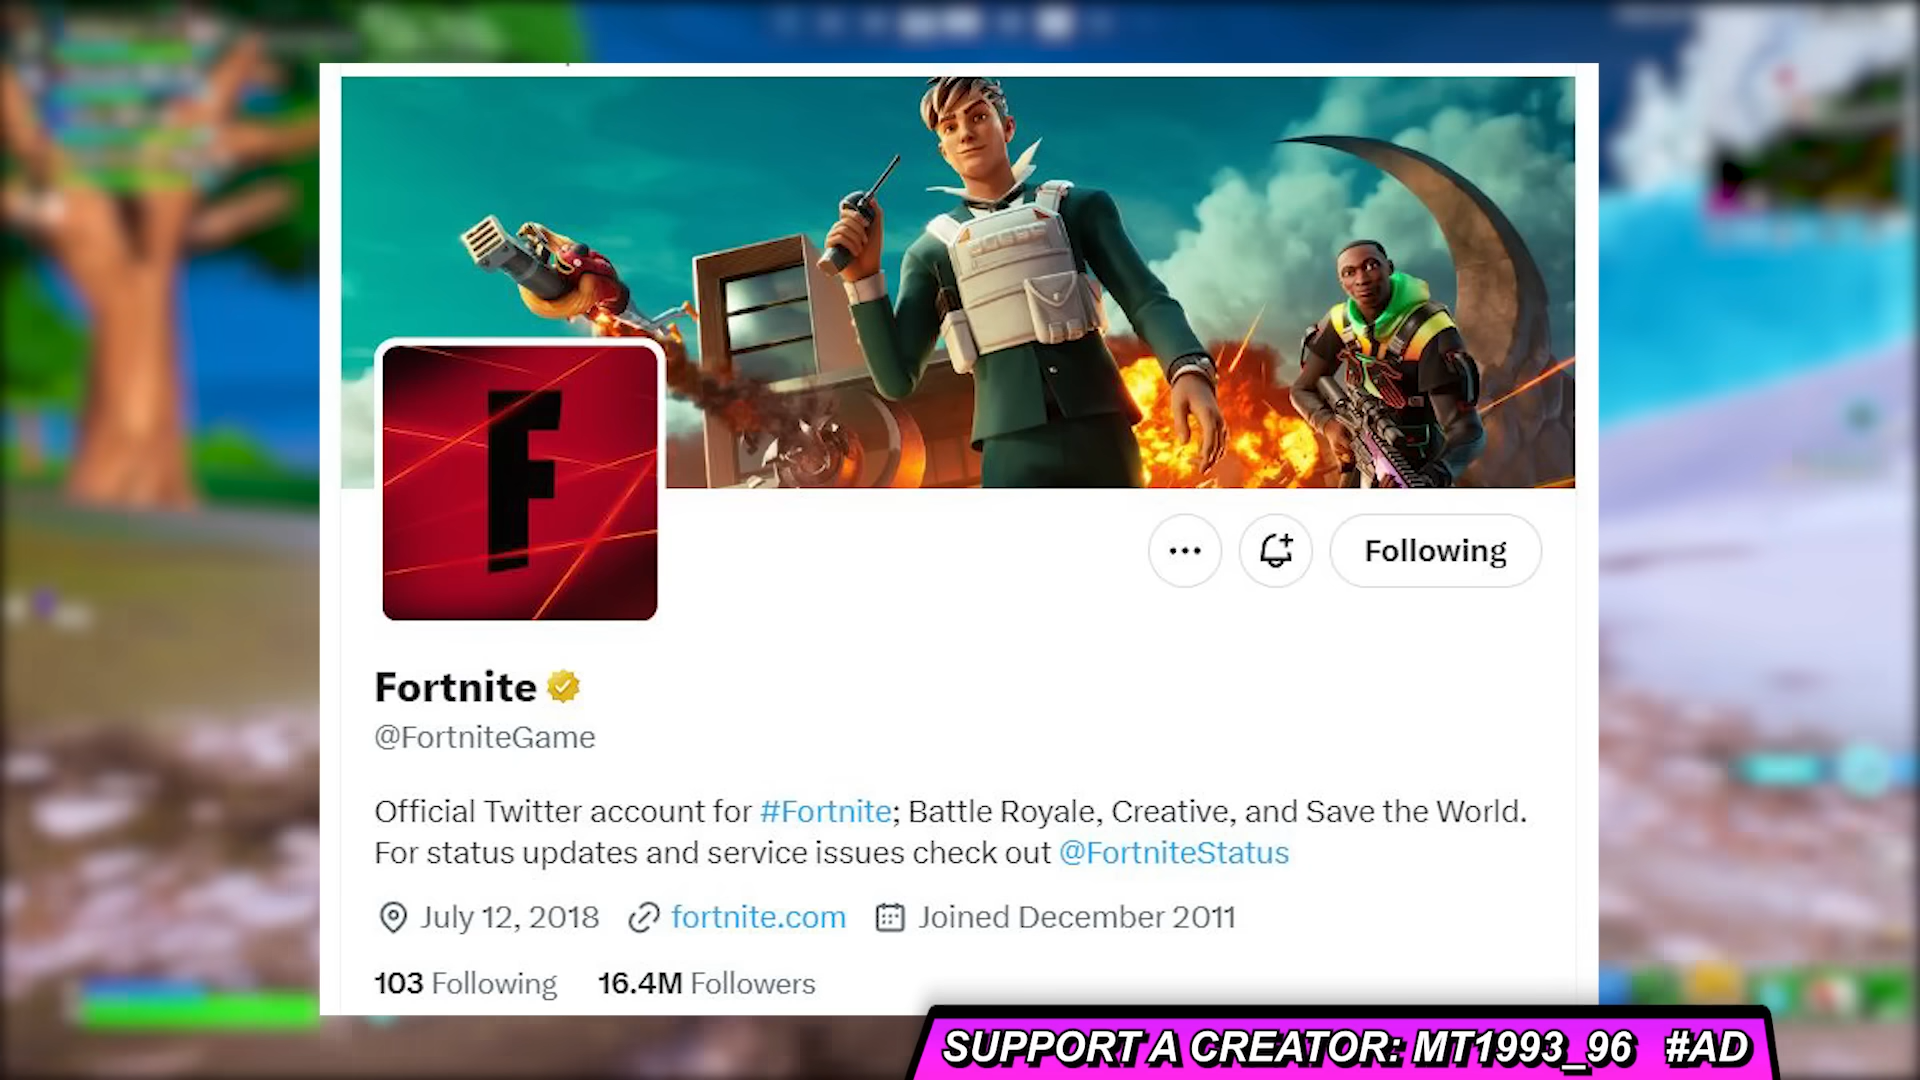 F
Following
Fortnite
@FortniteGame
Official Twitter account for #Fortnite; Battle Royale, Creative, and Save the World.
For status updates and service issues check out @FortniteStatus
July 12, 2018 fortnite.com Joined December 2011
103 Following 16.4M Followers
SUPPORT A CREATOR: MT1993_96 #AD